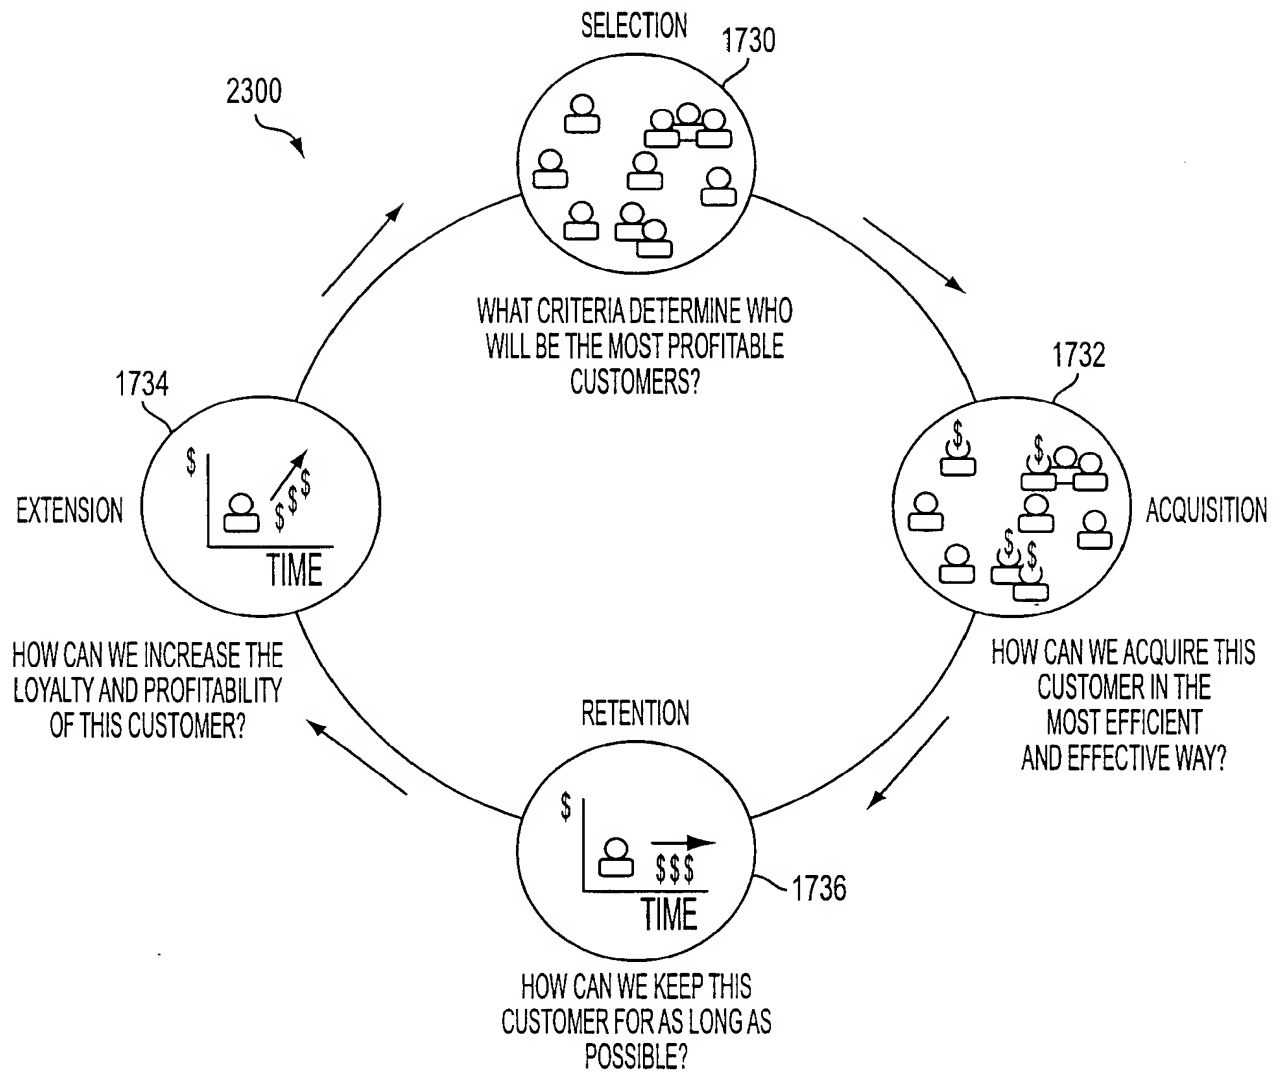 SELECTION
1730
2300
WHAT CRITERIA DETERMINE WHO
WILL BE THE MOST PROFITABLE
CUSTOMERS?
1732
$
$
$
$
ACQUISITION
HOW CAN WE ACQUIRE THIS
CUSTOMER IN THE
MOST EFFICIENT
AND EFFECTIVE WAY?
1734
EXTENSION
$
$$$
TIME
HOW CAN WE INCREASE THE
LOYALTY AND PROFITABILITY
OF THIS CUSTOMER?
RETENTION
$
$$$
TIME
1736
HOW CAN WE KEEP THIS
CUSTOMER FOR AS LONG AS
POSSIBLE?